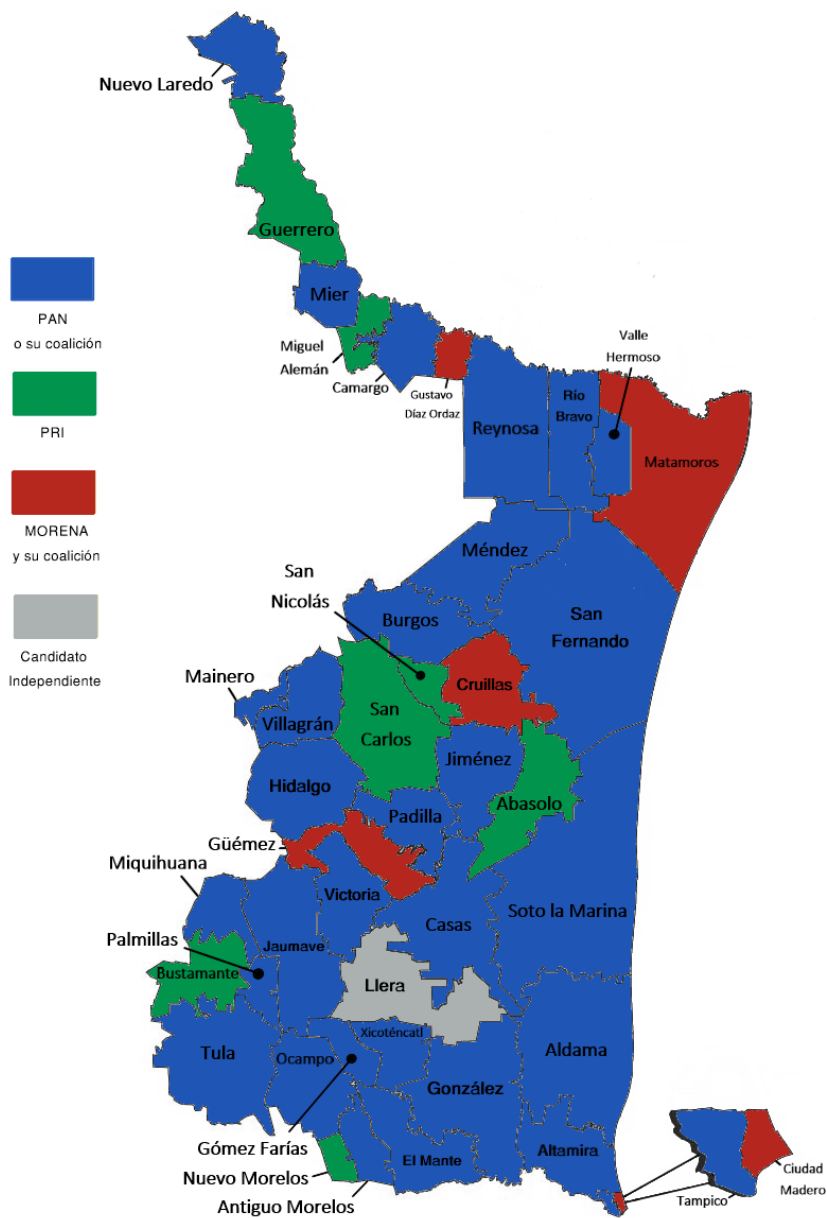 Nuevo Laredo
Guerrero
PAN
o su coalición
PRI
MORENA
y su coalición
Candidato
Independiente
Mier
Miguel
Alemán
Camargo
Gustavo
Díaz Ordaz
Reynosa
Río
Bravo
Valle
Hermoso
Matamoros
Méndez
San
Nicolás
Burgos
San
Fernando
Cruillas
Mainero
Villagrán
San
Carlos
Jiménez
Hidalgo
Abasolo
Padilla
Güémez
Miquihuana
Victoria
Casas
Soto la Marina
Palmillas
Jaumave
Bustamante
Llera
Xicoténcatl
Tula
Ocampo
Aldama
González
Gómez Farías
Nuevo Morelos
Antiguo Morelos
El Mante
Altamira
Tampico
Ciudad
Madero